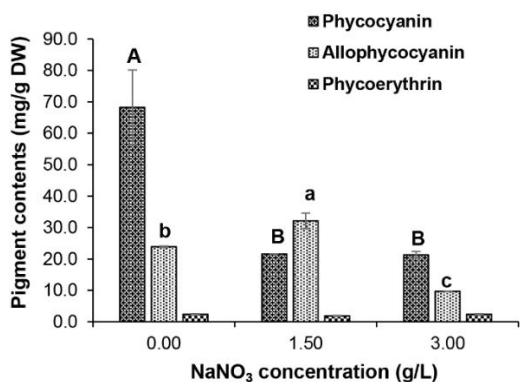 Phycocyanin
Allophycocyanin
Phycoerythrin
Pigment contents (mg/g DW)
90.0
80.0
70.0
60.0
50.0
40.0
30.0
20.0
10.0
0.0
A
b
B
a
B
c
0.00
1.50
3.00
NaNO₃ concentration (g/L)